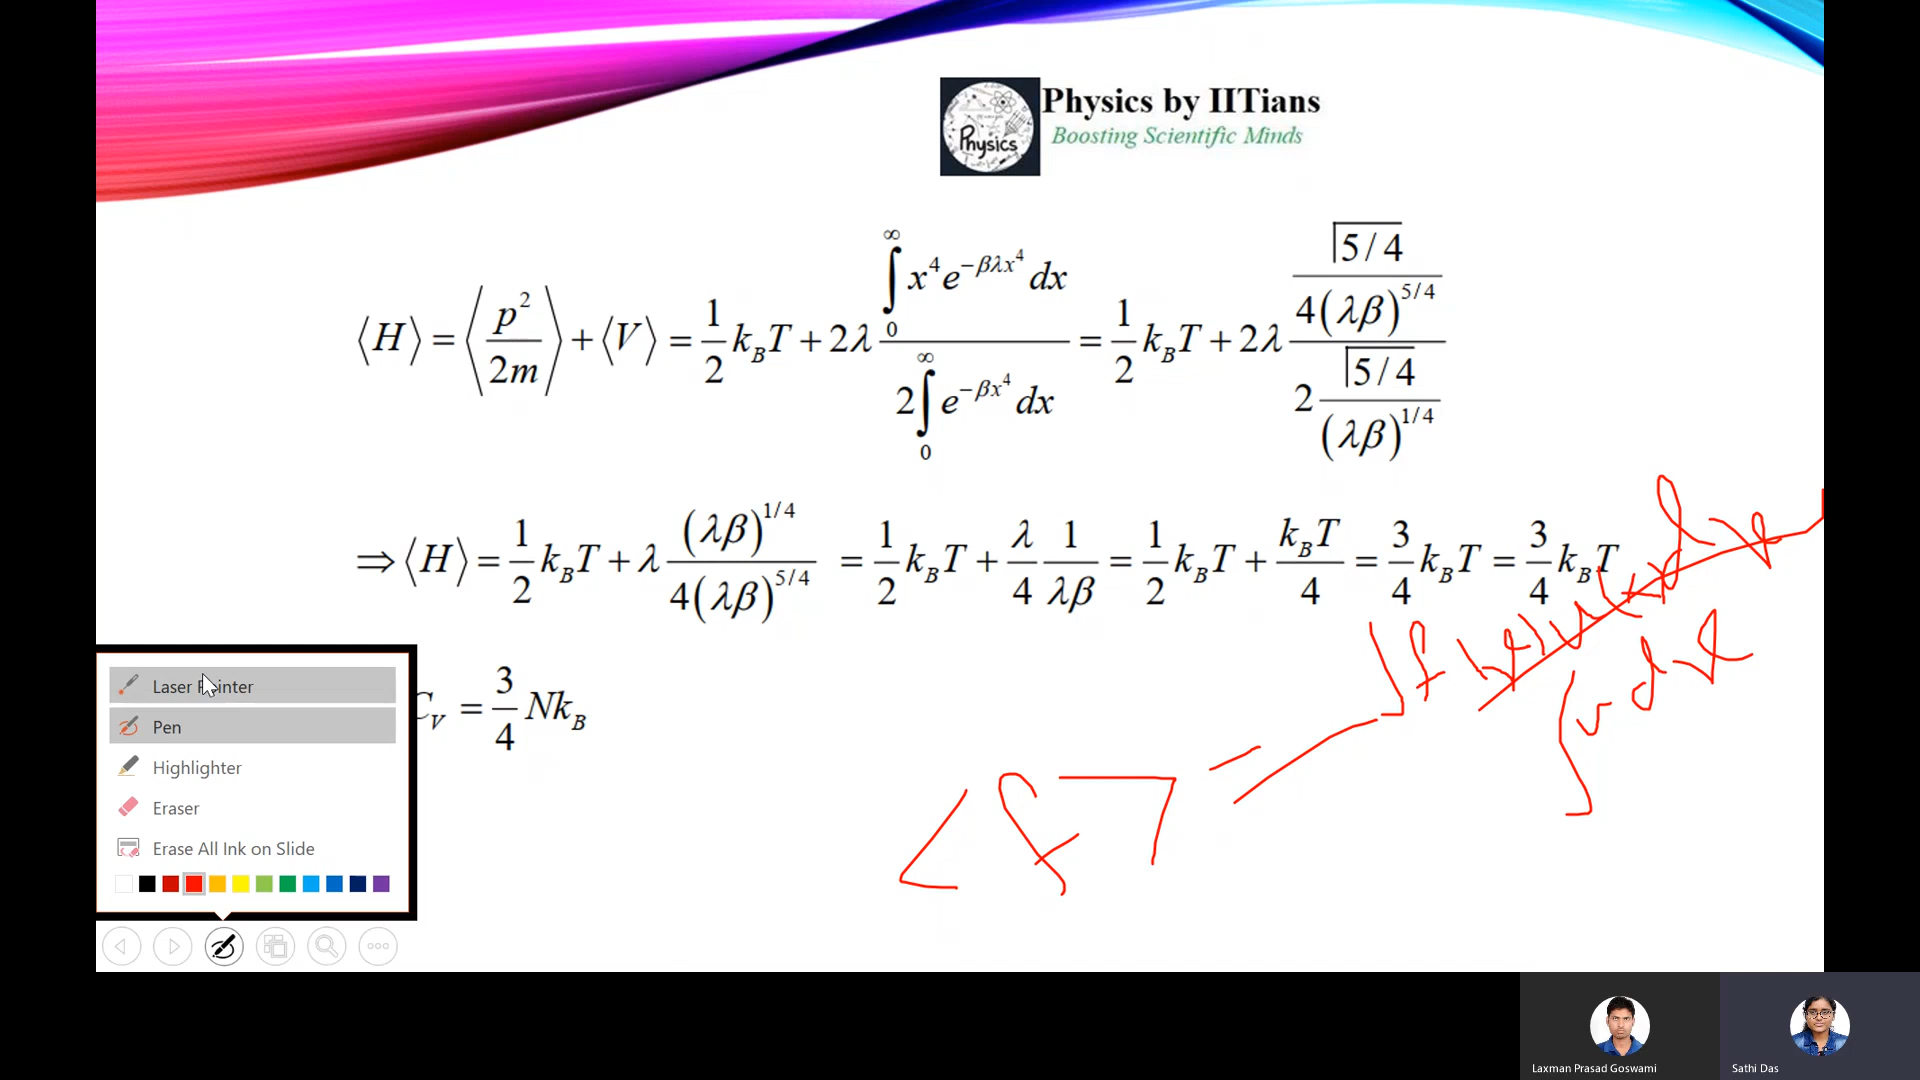 Physics by IITians
Boosting Scientific Minds
Physics
⟨H⟩ = ⟨p²/2m⟩ + ⟨V⟩ = 1/2 k_BT + 2λ ∫₀^∞ x⁴e^{-βλx⁴}dx / 2∫₀^∞ e^{-βx⁴}dx = 1/2 k_BT + 2λ (Γ5/4 / 4(λβ)^{5/4}) / (2 Γ5/4 / (λβ)^{1/4})
⇒ ⟨H⟩ = 1/2 k_BT + λ (λβ)^{1/4} / 4(λβ)^{5/4} = 1/2 k_BT + λ/4 1/λβ = 1/2 k_BT + k_BT/4 = 3/4 k_BT = 3/4 k_BT
C_V = 3/4 Nk_B
<f> =
Laser Pointer
Pen
Highlighter
Eraser
Erase All Ink on Slide
Laxman Prasad Goswami
Sathi Das